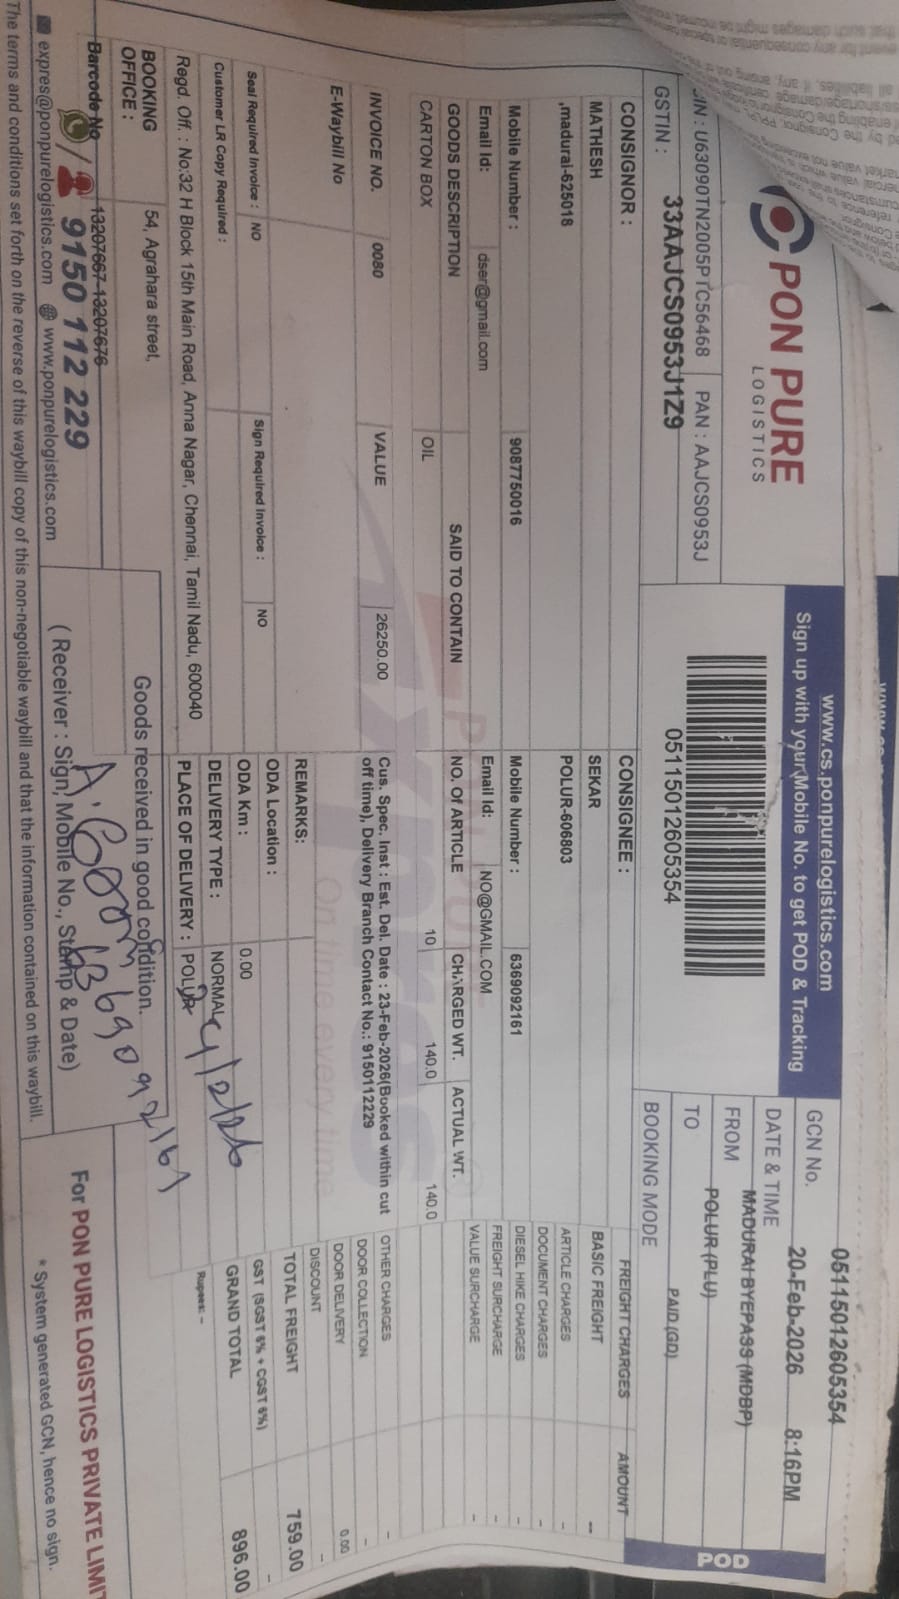 PON PURE
LOGISTICS
www.cs.ponpurelogistics.com
Sign up with your Mobile No. to get POD & Tracking
05115012605354
GCN No. 05115012605354
DATE & TIME 20-Feb-2026 8:16PM
FROM MADURAI BYEPASS (MDBP)
TO POLUR (PLU)
BOOKING MODE PAID (GD)
POD
U63090TN2005PTC56468 PAN : AAJCS0953J
GSTIN : 33AAJCS0953J1Z9
CONSIGNOR :
MATHESH
,madurai-625018
Mobile Number : 9087750016
Email Id: dser@gmail.com
CONSIGNEE :
SEKAR
POLUR-606803
Mobile Number : 6369092161
Email Id: NO@GMAIL.COM
GOODS DESCRIPTION SAID TO CONTAIN NO. Of ARTICLE CHARGED WT. ACTUAL WT.
CARTON BOX OIL 10 140.0 140.0
INVOICE NO. 0080 VALUE 26250.00
E-Waybill No
Cus. Spec. Inst : Est. Del. Date : 23-Feb-2026(Booked within cut
off time), Delivery Branch Contact No.: 9150112229
Seal Required Invoice : NO Sign Required Invoice : NO
Customer LR Copy Required :
REMARKS:
ODA Location :
ODA Km : 0.00
DELIVERY TYPE : NORMAL
PLACE OF DELIVERY : POLUR
FREIGHT CHARGES AMOUNT
BASIC FREIGHT --
ARTICLE CHARGES -
DOCUMENT CHARGES -
DIESEL HIKE CHARGES -
FREIGHT SURCHARGE -
VALUE SURCHARGE -
OTHER CHARGES -
DOOR COLLECTION -
DOOR DELIVERY 0.00
DISCOUNT -
TOTAL FREIGHT 759.00
GST (SGST 6% + CGST 6%) -
GRAND TOTAL 896.00
Rupees: -
Regd. Off. : No:32 H Block 15th Main Road, Anna Nagar, Chennai, Tamil Nadu, 600040
BOOKING
OFFICE : 54, Agrahara street,
Barcode No 13207667-13207676
9150 112 229
expres@ponpurelogistics.com www.ponpurelogistics.com
Goods received in good condition.
6369092161
( Receiver : Sign, Mobile No., Stamp & Date)
For PON PURE LOGISTICS PRIVATE LIMIT
* System generated GCN, hence no sign.
The terms and conditions set forth on the reverse of this waybill copy of this non-negotiable waybill and that the information contained on this waybill.
On time every time